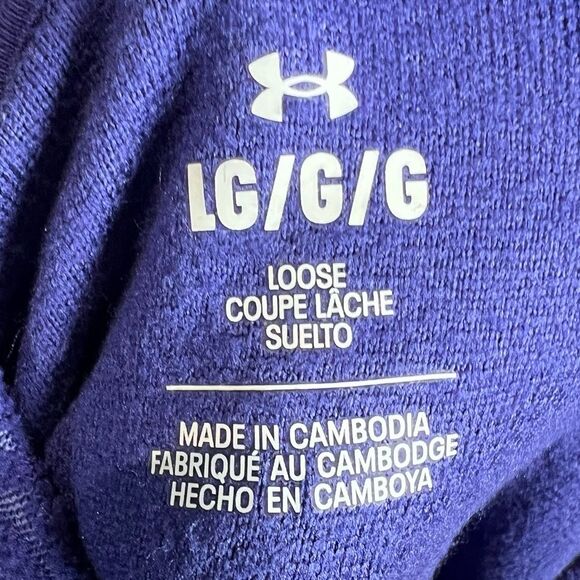 LG/G/G
LOOSE
COUPE LÂCHE
SUELTO
MADE IN CAMBODIA
FABRIQUÉ AU CAMBODGE
HECHO EN CAMBOYA